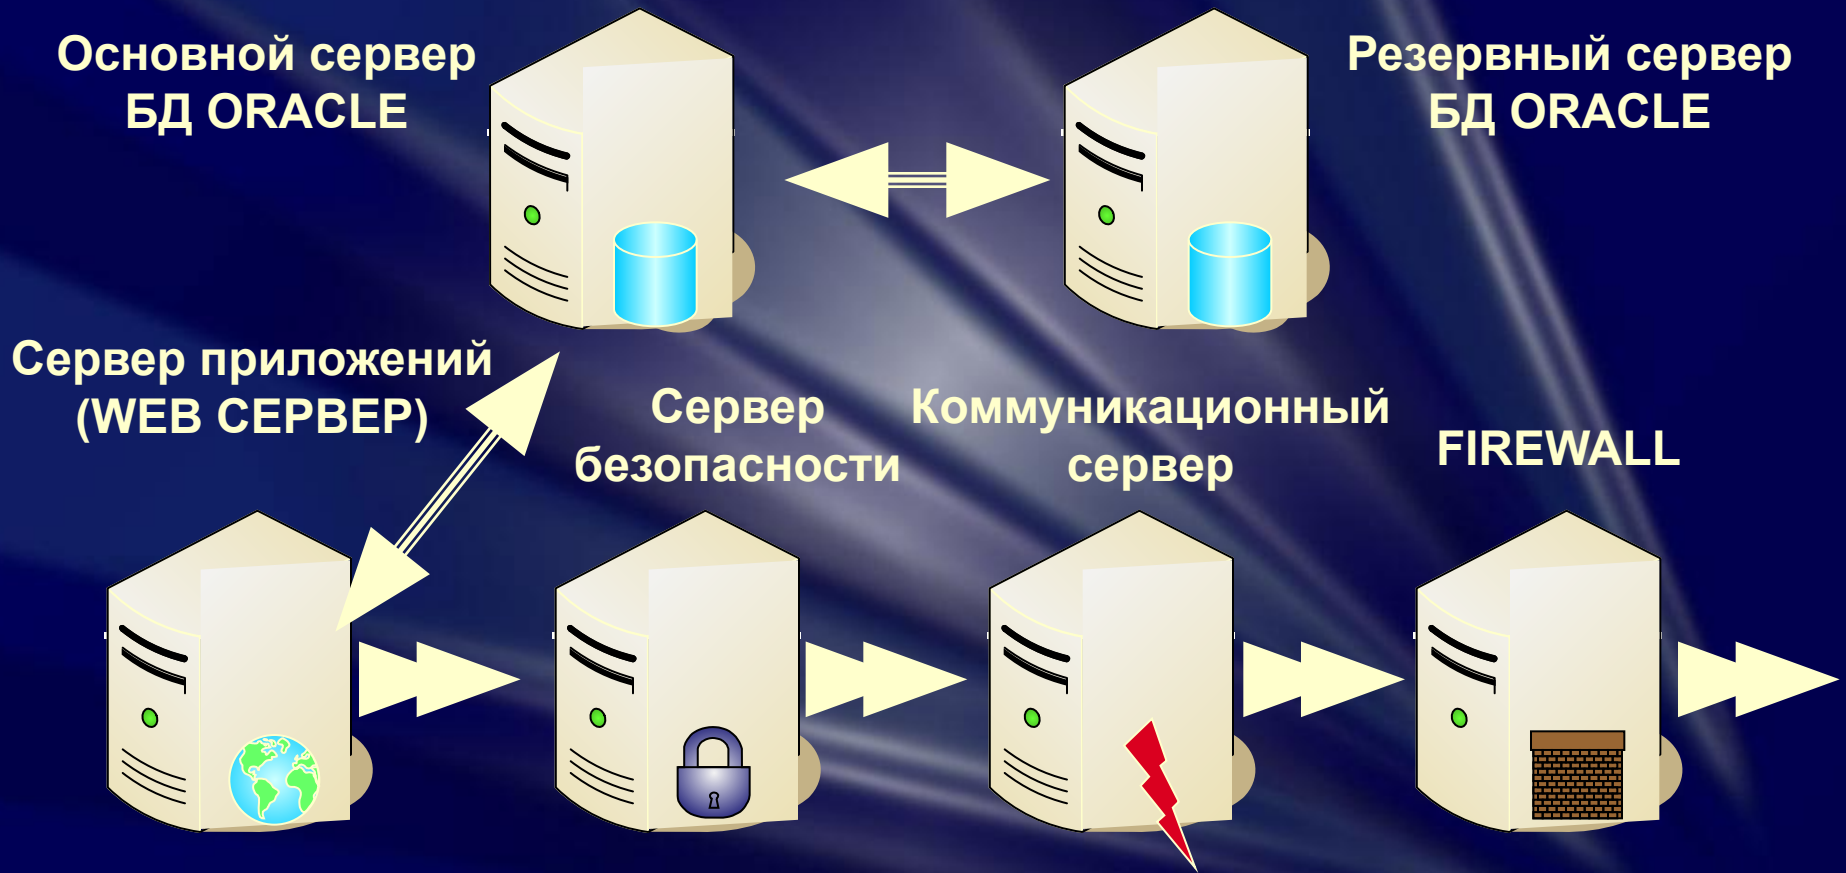 Основной сервер
БД ORACLE
Резервный сервер
БД ORACLE
Сервер приложений
(WEB СЕРВЕР)
Сервер
безопасности
Коммуникационный
сервер
FIREWALL